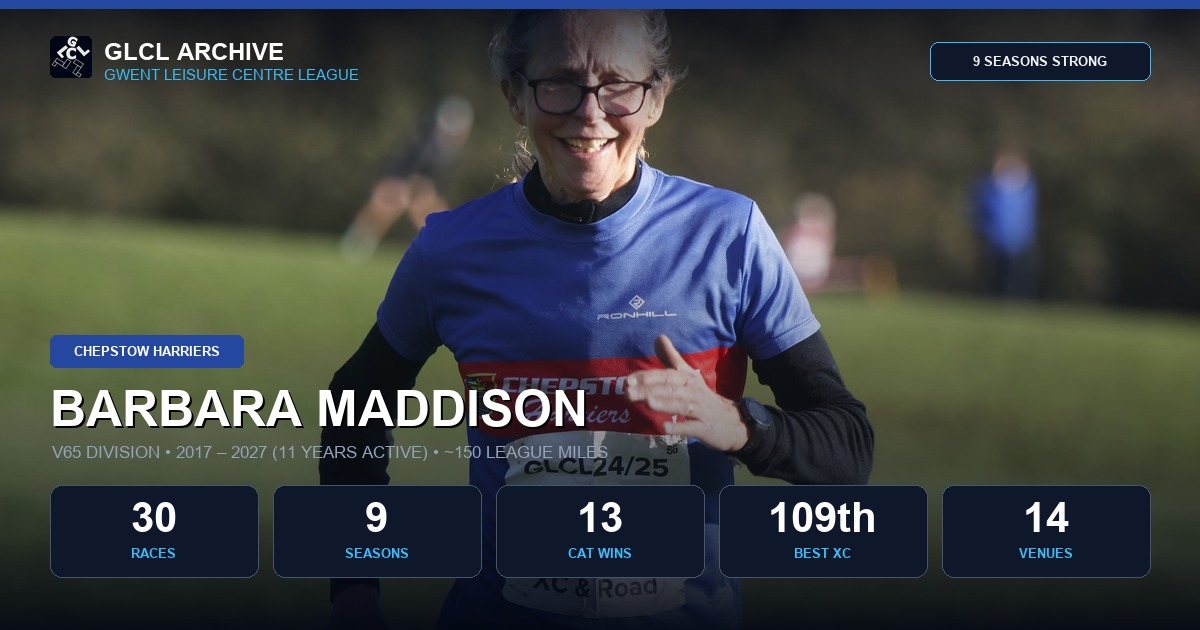 GLCL ARCHIVE
GWENT LEISURE CENTRE LEAGUE
9 SEASONS STRONG
RONHILL
CHEPSTOW HARRIERS
BARBARA MADDISON
V65 DIVISION • 2017 – 2027 (11 YEARS ACTIVE) • ~150 LEAGUE MILES
GLCL24/25
30
RACES
9
SEASONS
13
CAT WINS
109th
BEST XC
14
VENUES
XC & Road